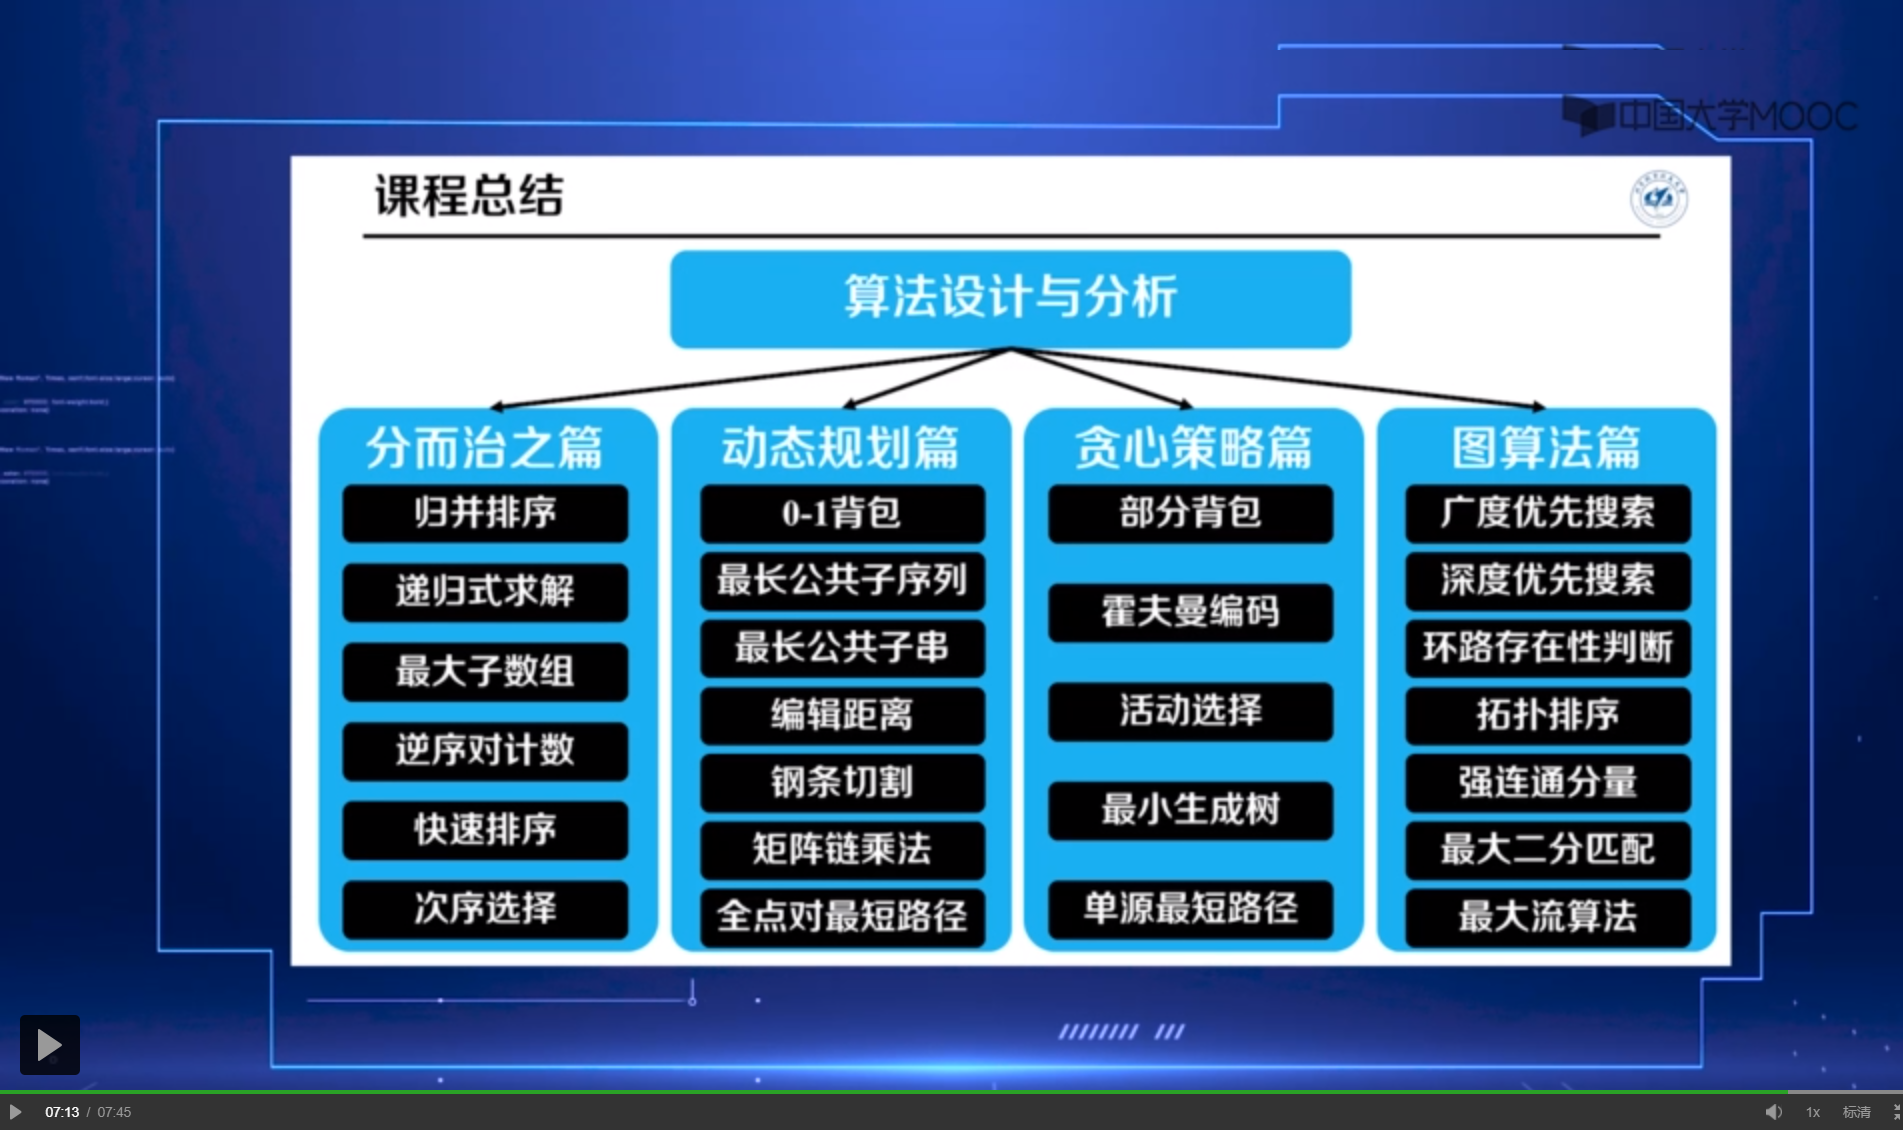 中国大学MOOC
课程总结
算法设计与分析
分而治之篇
归并排序
递归式求解
最大子数组
逆序对计数
快速排序
次序选择
动态规划篇
0-1背包
最长公共子序列
最长公共子串
编辑距离
钢条切割
矩阵链乘法
全点对最短路径
贪心策略篇
部分背包
霍夫曼编码
活动选择
最小生成树
单源最短路径
图算法篇
广度优先搜索
深度优先搜索
环路存在性判断
拓扑排序
强连通分量
最大二分匹配
最大流算法
07:13 / 07:45
1x
标清